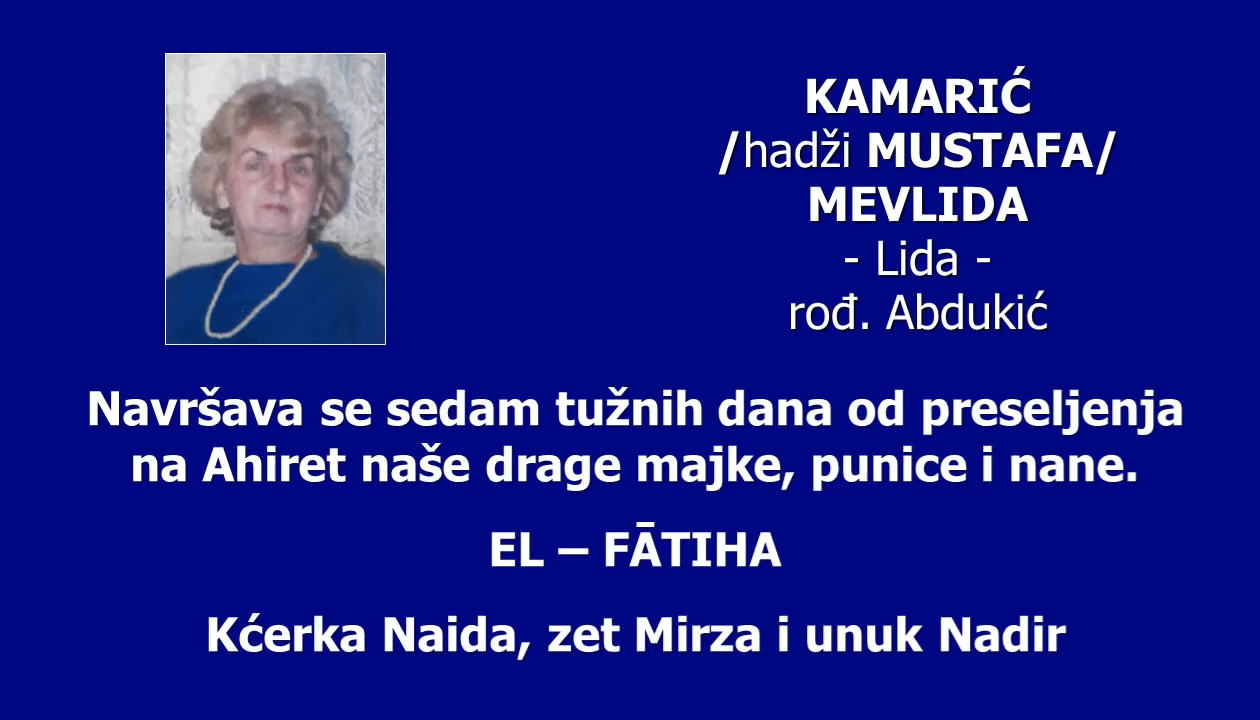 KAMARIĆ
/hadži MUSTAFA/
MEVLIDA
- Lida -
rođ. Abdukić
Navršava se sedam tužnih dana od preseljenja
na Ahiret naše drage majke, punice i nane.
EL – FĀTIHA
Kćerka Naida, zet Mirza i unuk Nadir